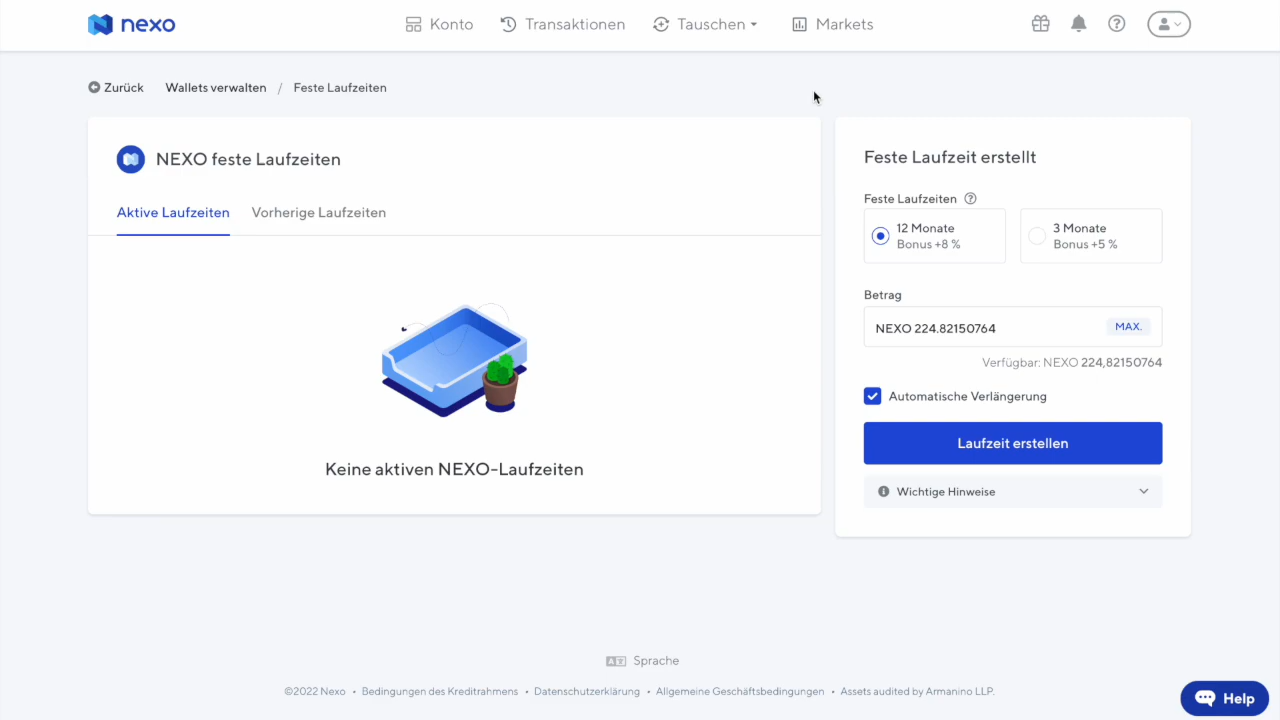 nexo
Konto
Transaktionen
Tauschen
Markets
Zurück
Wallets verwalten / Feste Laufzeiten
NEXO feste Laufzeiten
Aktive Laufzeiten
Vorherige Laufzeiten
Keine aktiven NEXO-Laufzeiten
Feste Laufzeit erstellt
Feste Laufzeiten
12 Monate
Bonus +8 %
3 Monate
Bonus +5 %
Betrag
NEXO 224.82150764
MAX.
Verfügbar: NEXO 224,82150764
Automatische Verlängerung
Laufzeit erstellen
Wichtige Hinweise
Sprache
©2022 Nexo • Bedingungen des Kreditrahmens • Datenschutzerklärung • Allgemeine Geschäftsbedingungen • Assets audited by Armanino LLP.
Help